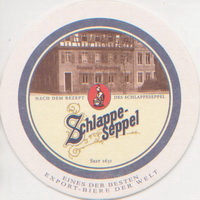 NACH DEM REZEPT DES SCHLAPPESEPPEL
Schlappe-
Seppel
Seit 1631
EINES DER BESTEN
EXPORT-BIERE DER WELT